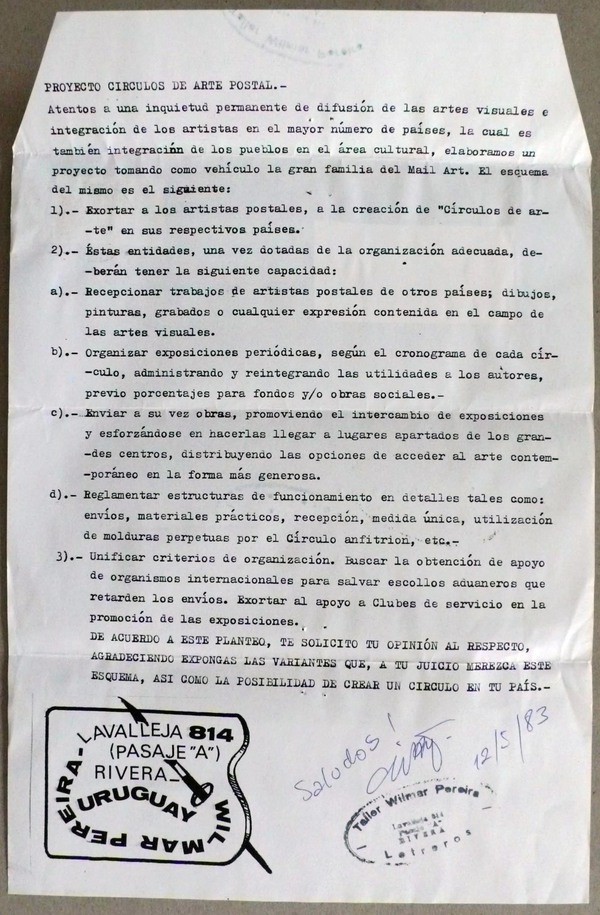 PROYECTO CIRCULOS DE ARTE POSTAL.-
Atentos a una inquietud permanente de difusión de las artes visuales e
integración de los artistas en el mayor número de países, la cual es
también integración de los pueblos en el área cultural, elaboramos un
proyecto tomando como vehículo la gran familia del Mail Art. El esquema
del mismo es el siguiente:
1).- Exortar a los artistas postales, a la creación de "Círculos de ar-
-te" en sus respectivos países.
2).- Éstas entidades, una vez dotadas de la organización adecuada, de-
-berán tener la siguiente capacidad:
a).- Recepcionar trabajos de artistas postales de otros países; dibujos,
pinturas, grabados o cualquier expresión contenida en el campo de
las artes visuales.
b).- Organizar exposiciones periódicas, según el cronograma de cada cír-
-culo, administrando y reintegrando las utilidades a los autores,
previo porcentajes para fondos y/o obras sociales.-
c).- Enviar a su vez obras, promoviendo el intercambio de exposiciones
y esforzándose en hacerlas llegar a lugares apartados de los gran-
-des centros, distribuyendo las opciones de acceder al arte contem-
-poráneo en la forma más generosa.
d).- Reglamentar estructuras de funcionamiento en detalles tales como:
envíos, materiales prácticos, recepción, medida única, utilización
de molduras perpetuas por el Círculo anfitrion, etc.-
3).- Unificar criterios de organización. Buscar la obtención de apoyo
de organismos internacionales para salvar escollos aduaneros que
retarden los envíos. Exortar al apoyo a Clubes de servicio en la
promoción de las exposiciones.
DE ACUERDO A ESTE PLANTEO, TE SOLICITO TU OPINIÓN AL RESPECTO,
AGRADECIENDO EXPONGAS LAS VARIANTES QUE, A TU JUICIO MEREZCA ESTE
ESQUEMA, ASI COMO LA POSIBILIDAD DE CREAR UN CIRCULO EN TU PAÍS.-
LAVALLEJA 814
(PASAJE "A")
RIVERA-
URUGUAY
WILMAR PEREIRA-
Saludos!
12/5/83
Taller Wilmar Pereira
Lavalleja 814
Pasaje "A"
RIVERA
Letreros